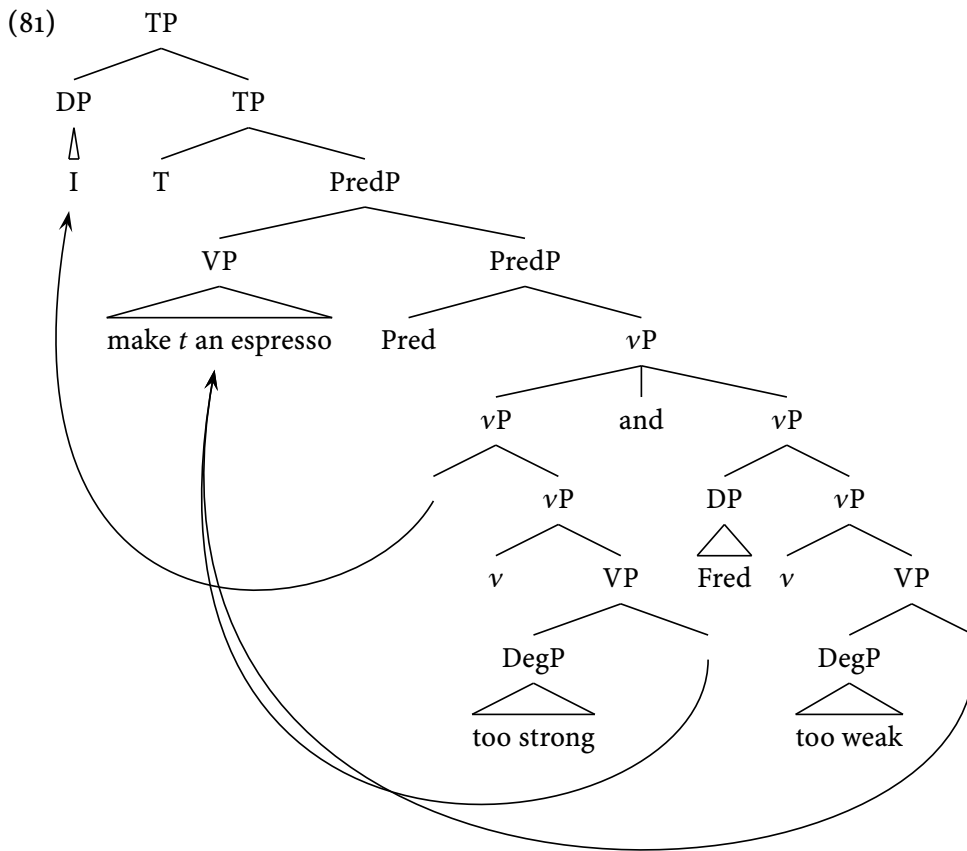 (81) TP
DP TP
I T PredP
VP PredP
make t an espresso Pred vP
vP and vP
vP DP vP
v VP Fred v VP
DegP DegP
too strong too weak